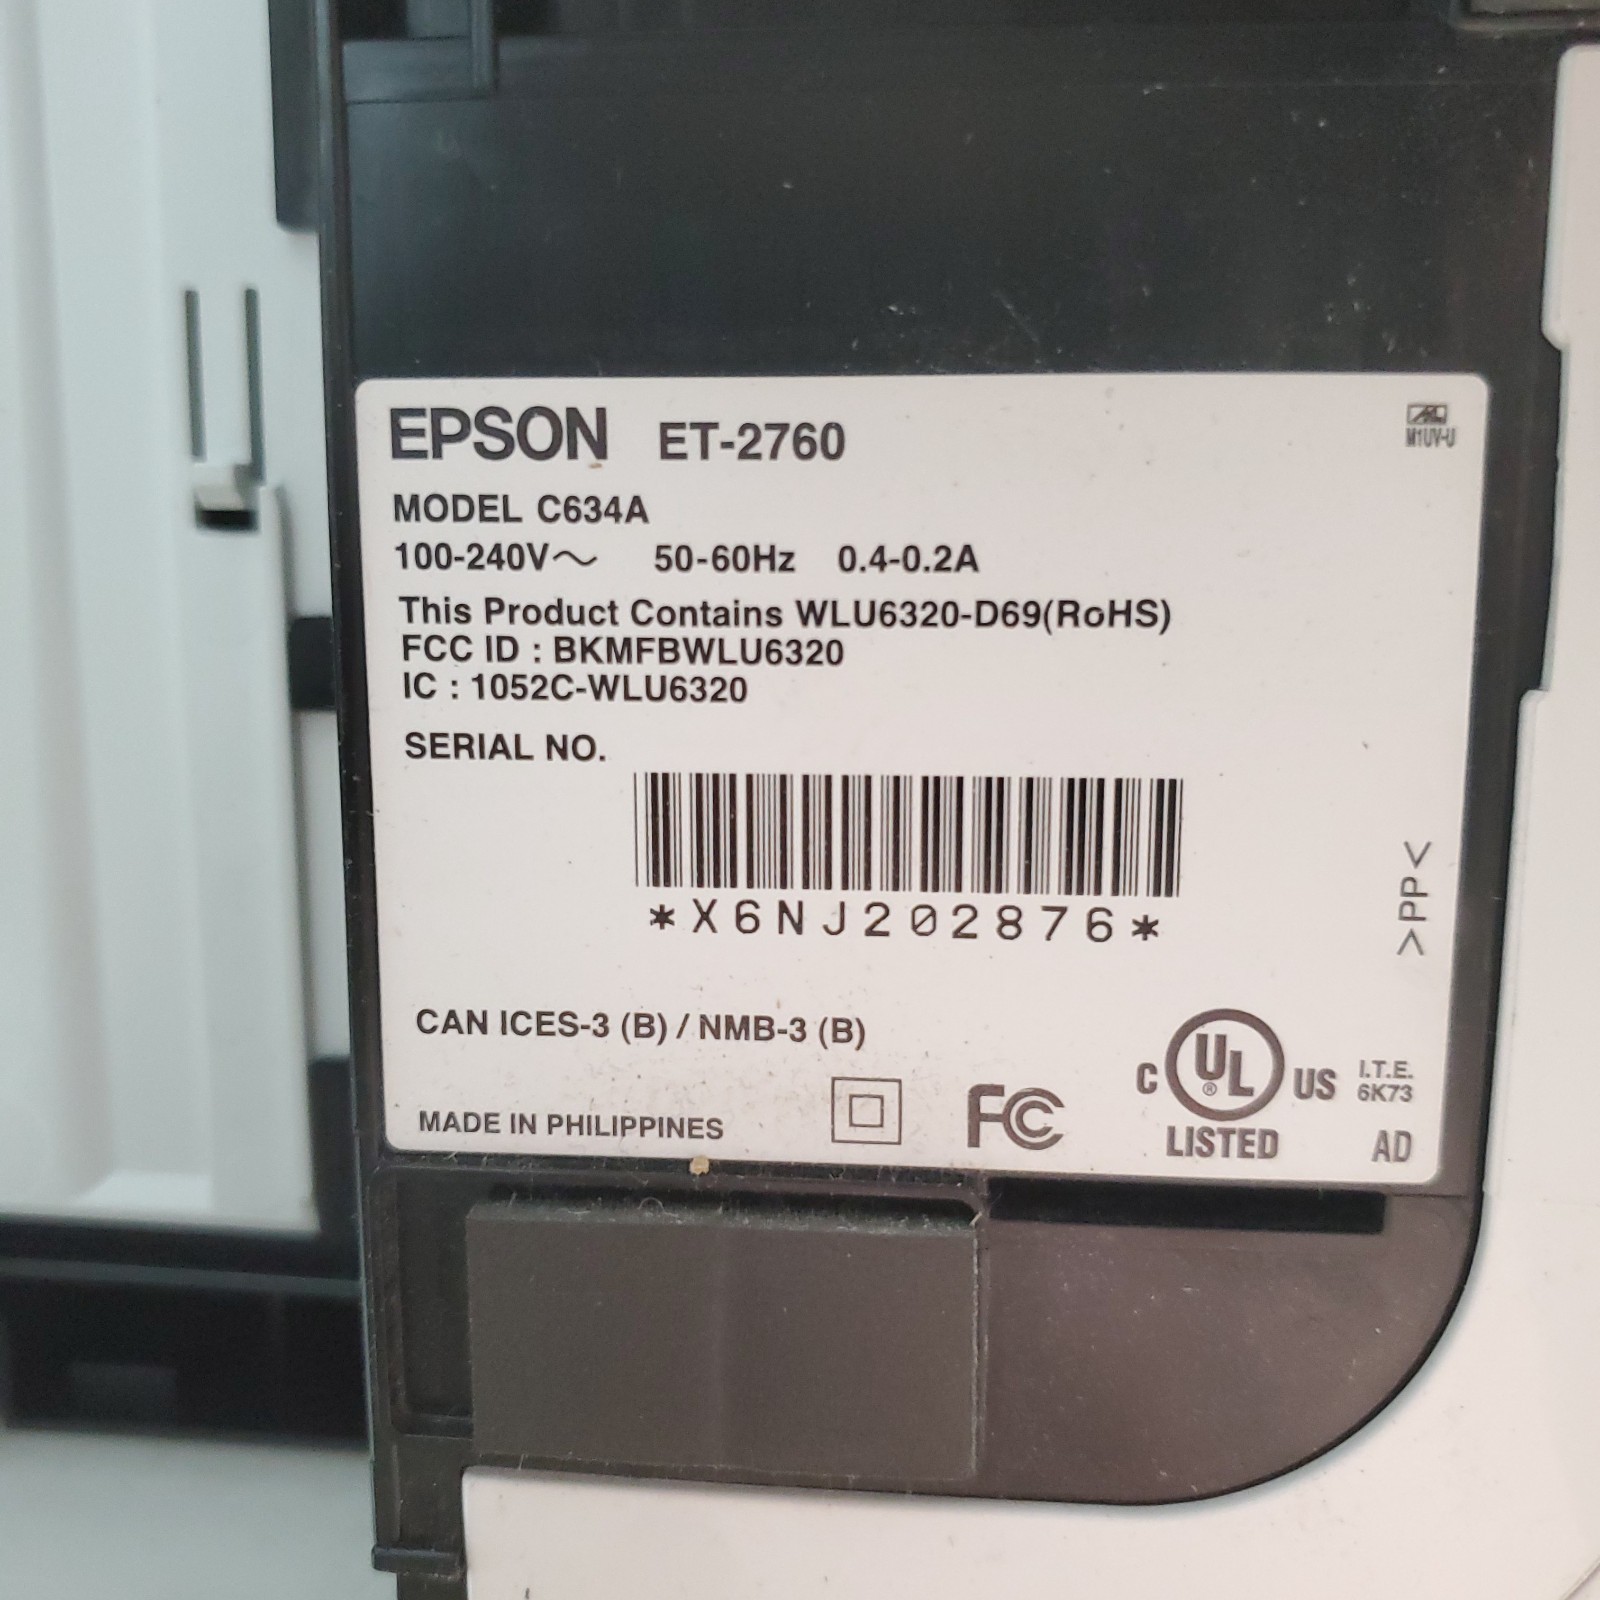 EPSON ET-2760
M1UV-U
MODEL C634A
100-240V～ 50-60Hz 0.4-0.2A
This Product Contains WLU6320-D69(RoHS)
FCC ID : BKMFBWLU6320
IC : 1052C-WLU6320
SERIAL NO.
*X6NJ202876*
>PP<
CAN ICES-3 (B) / NMB-3 (B)
MADE IN PHILIPPINES
FC
C UL® US
LISTED
I.T.E.
6K73
AD